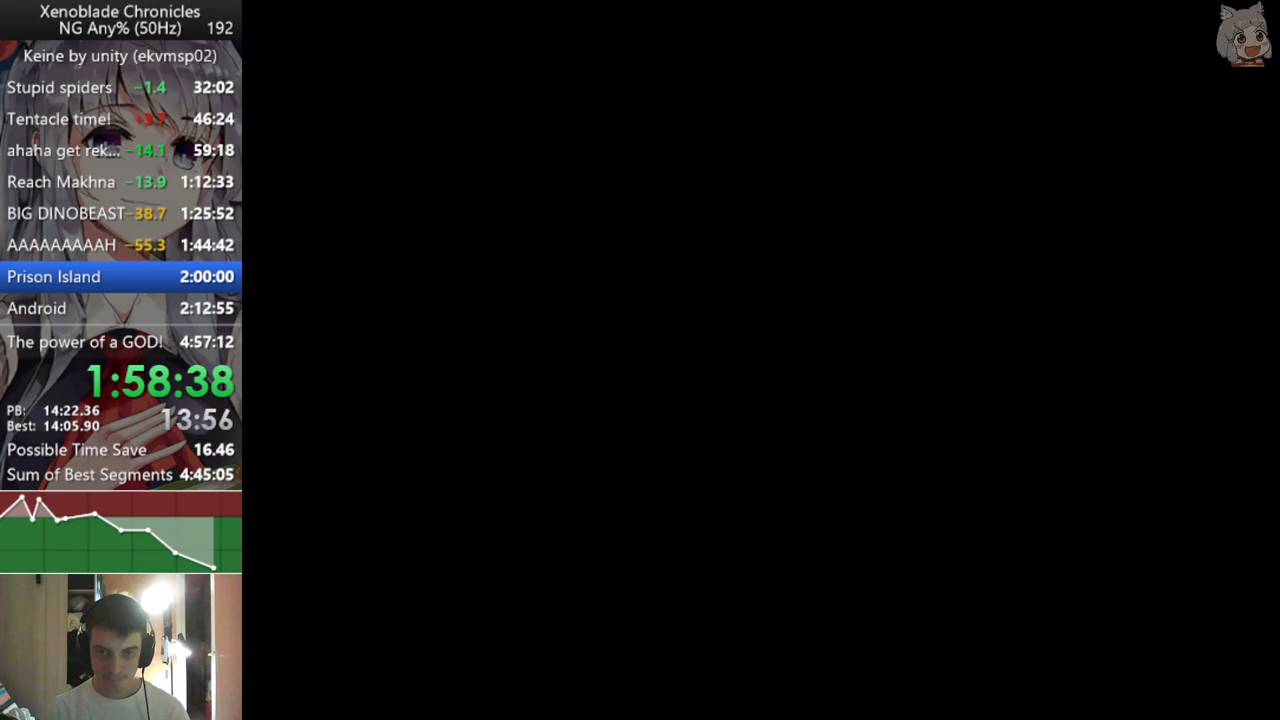 Xenoblade Chronicles
NG Any% (50Hz) 192
Keine by unity (ekvmsp02)
Stupid spiders -1.4 32:02
Tentacle time! +3.7 46:24
ahaha get rek... -14.1 59:18
Reach Makhna -13.9 1:12:33
BIG DINOBEAST -38.7 1:25:52
AAAAAAAAAH -55.3 1:44:42
Prison Island 2:00:00
Android 2:12:55
The power of a GOD! 4:57:12
1:58:38
PB: 14:22.36
13:56
Best: 14:05.90
Possible Time Save 16.46
Sum of Best Segments 4:45:05